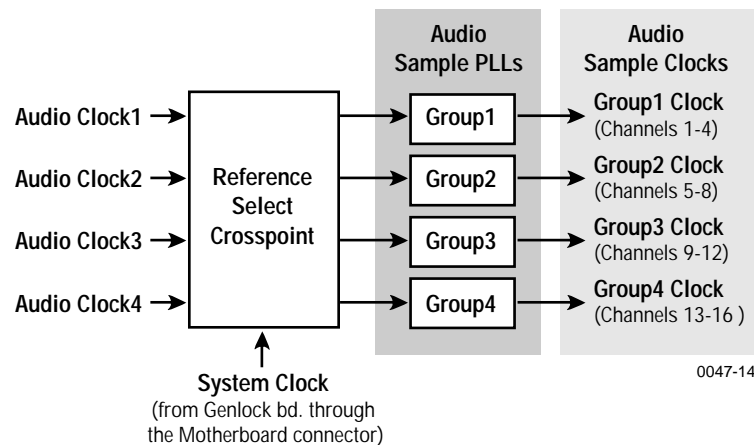 Audio
Sample PLLs
Audio
Sample Clocks
Audio Clock1
Audio Clock2
Audio Clock3
Audio Clock4
Reference
Select
Crosspoint
Group1
Group2
Group3
Group4
Group1 Clock
(Channels 1-4)
Group2 Clock
(Channels 5-8)
Group3 Clock
(Channels 9-12)
Group4 Clock
(Channels 13-16 )
System Clock
(from Genlock bd. through
the Motherboard connector)
0047-14